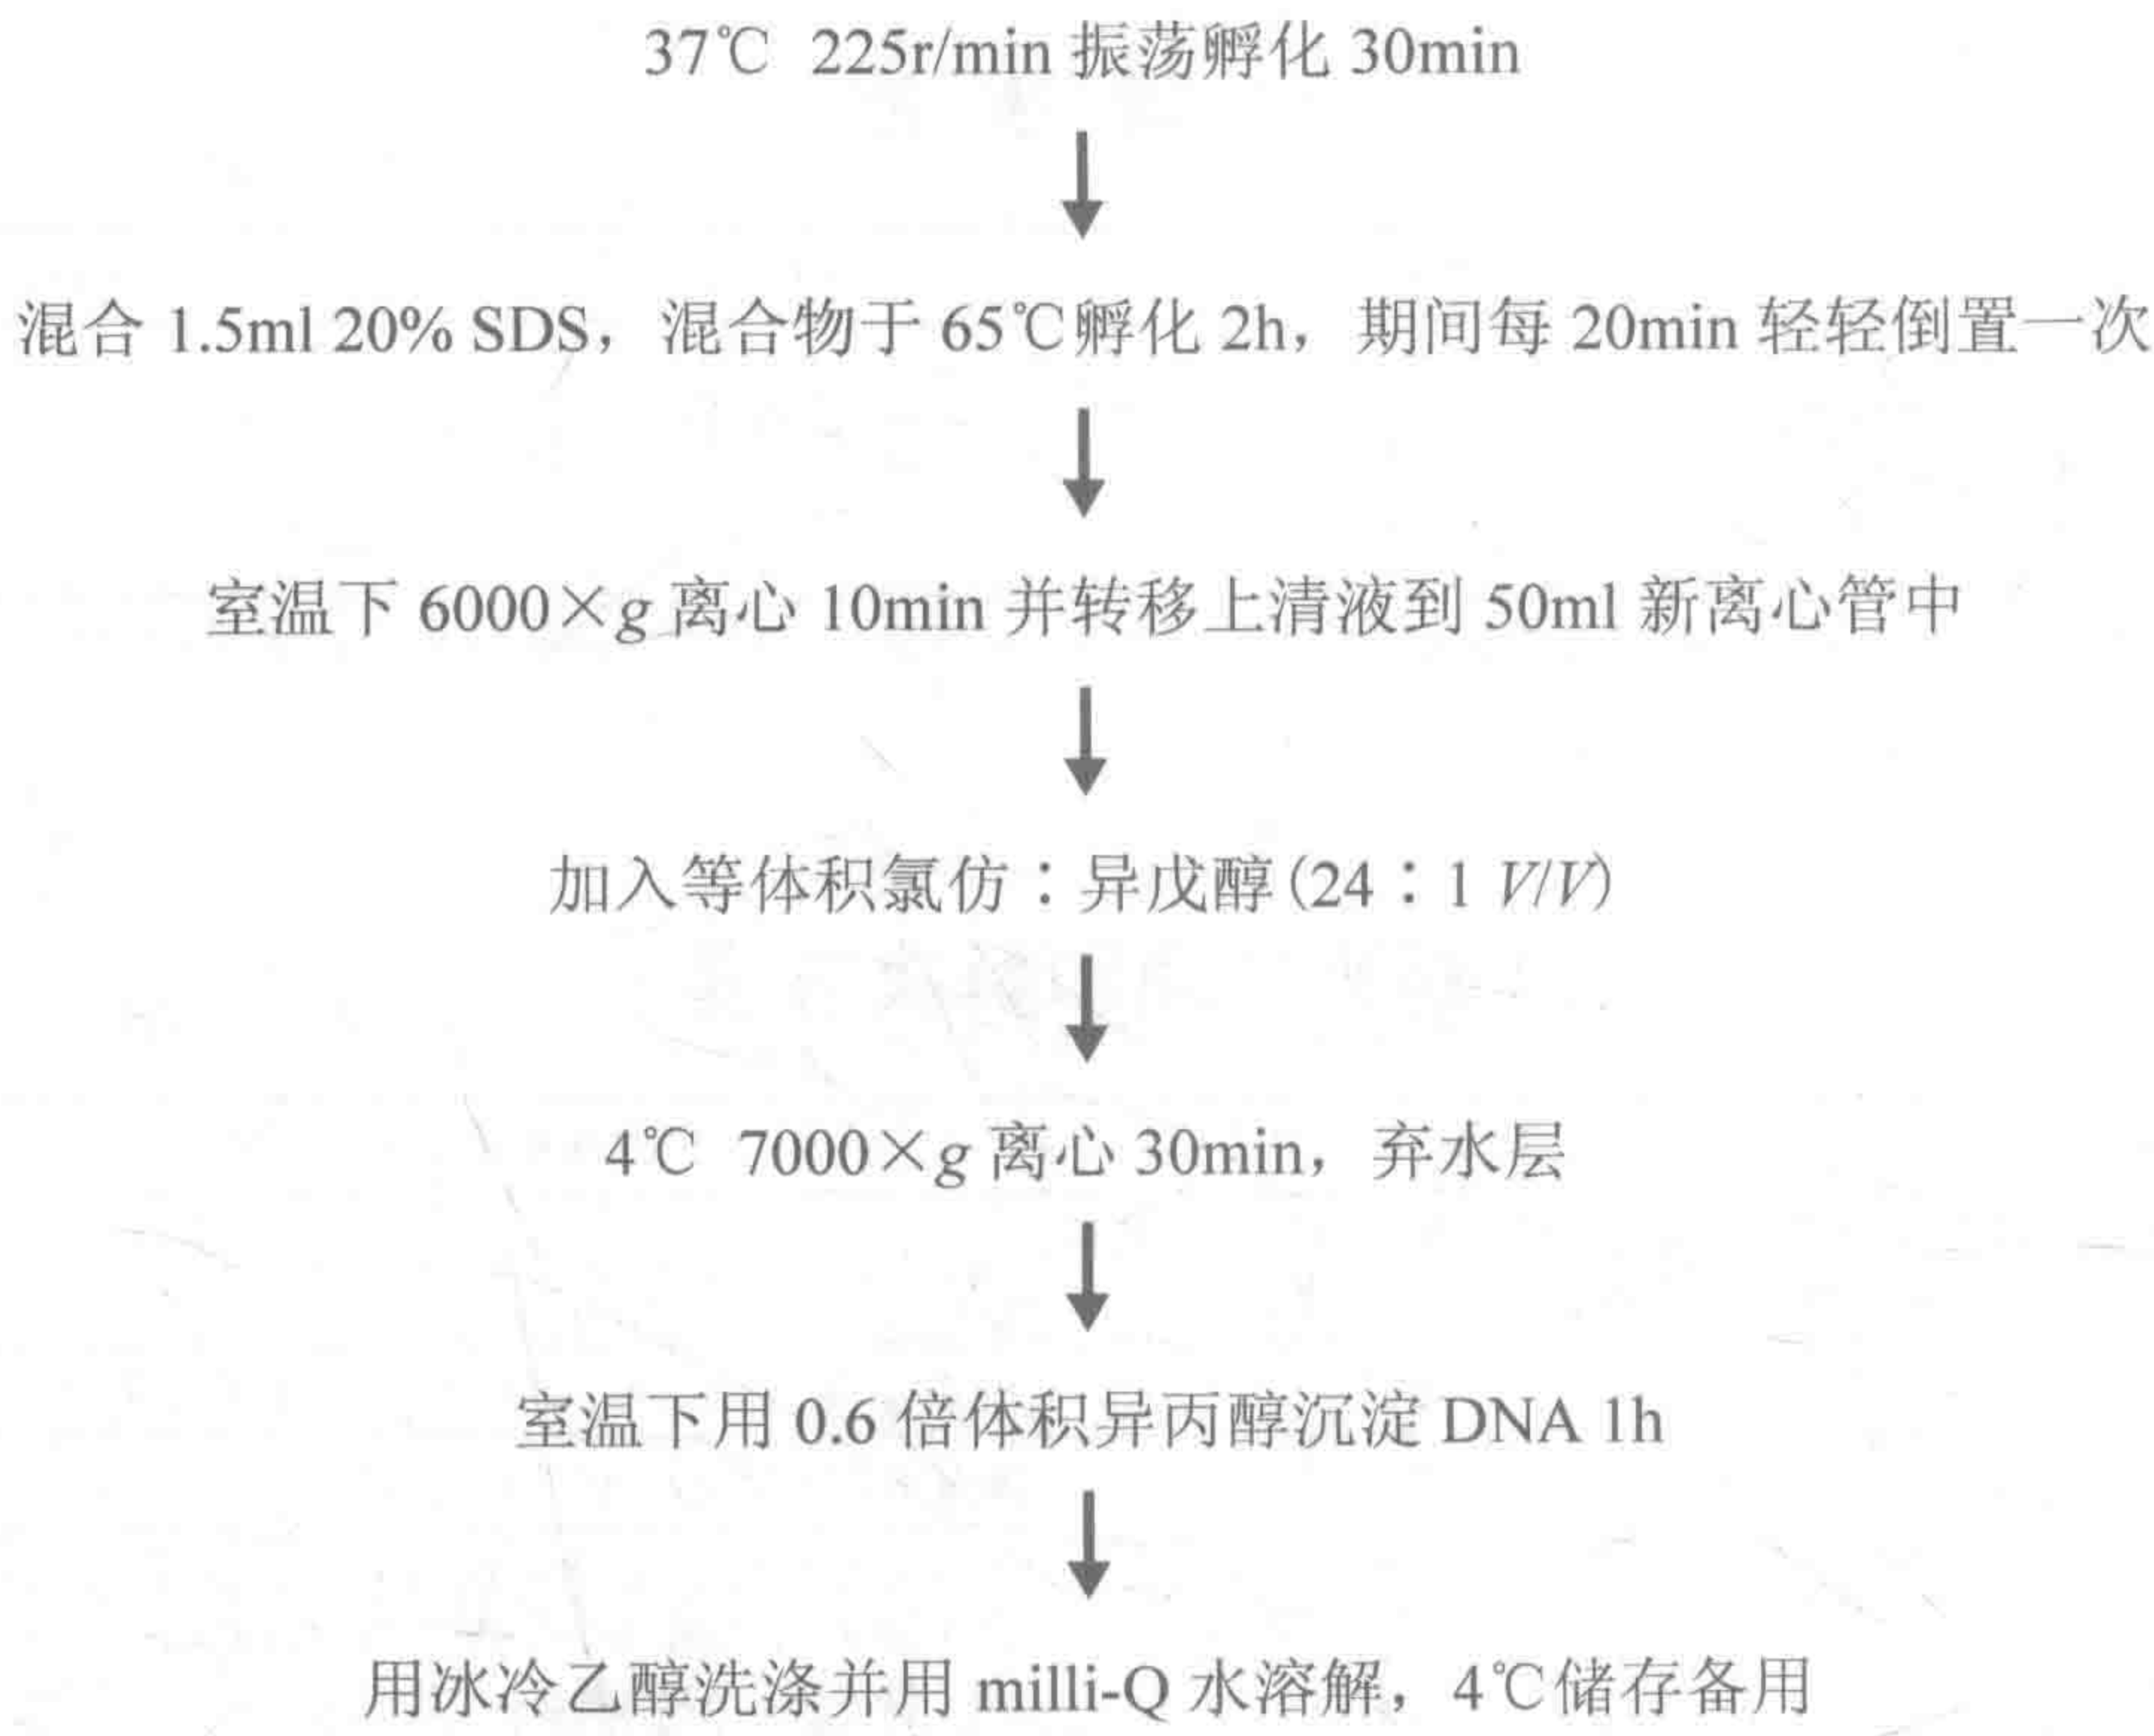 37℃ 225r/min 振荡孵化 30min
混合 1.5ml 20% SDS，混合物于 65℃孵化 2h，期间每 20min 轻轻倒置一次
室温下 6000×g 离心 10min 并转移上清液到 50ml 新离心管中
加入等体积氯仿∶异戊醇(24∶1 V/V)
4℃ 7000×g 离心 30min，弃水层
室温下用 0.6 倍体积异丙醇沉淀 DNA 1h
用冰冷乙醇洗涤并用 milli-Q 水溶解，4℃储存备用